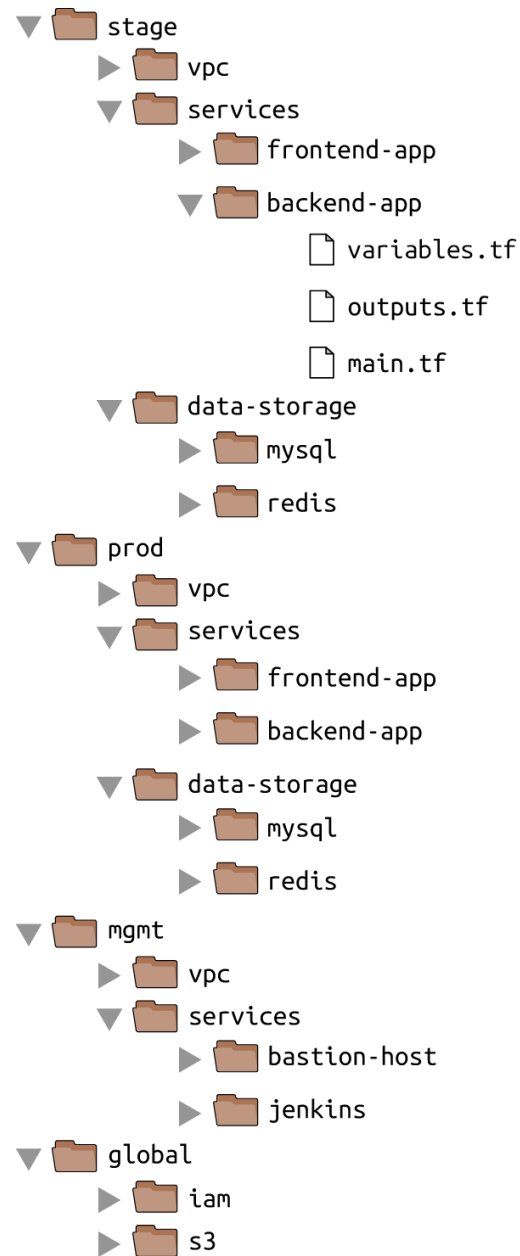 stage
vpc
services
frontend-app
backend-app
variables.tf
outputs.tf
main.tf
data-storage
mysql
redis
prod
vpc
services
frontend-app
backend-app
data-storage
mysql
redis
mgmt
vpc
services
bastion-host
jenkins
global
iam
s3